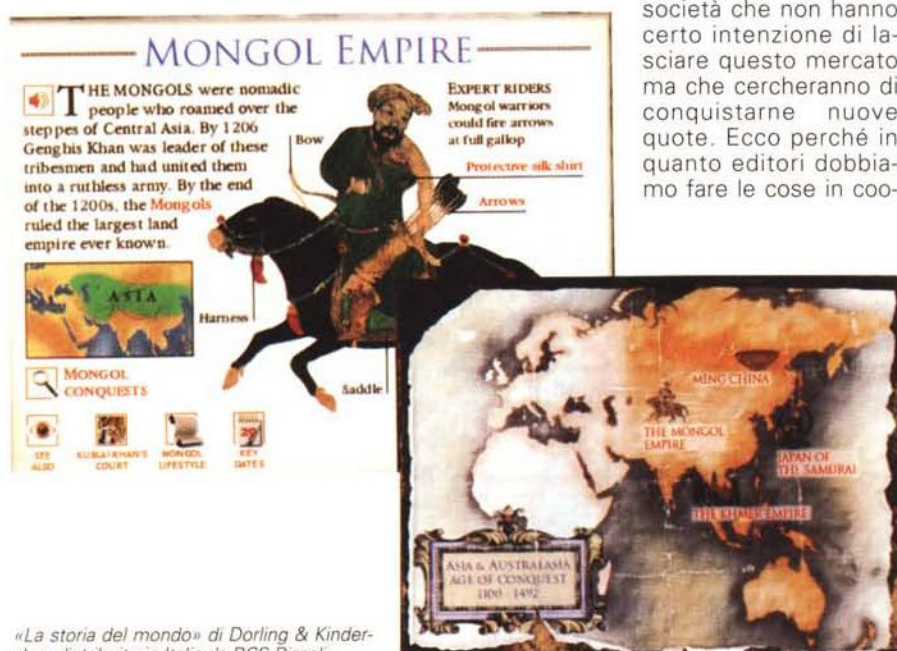 società che non hanno
certo intenzione di la-
sciare questo mercato
ma che cercheranno di
conquistarne nuove
quote. Ecco perché in
quanto editori dobbia-
mo fare le cose in coo-
MONGOL EMPIRE
THE MONGOLS were nomadic
people who roamed over the
steppes of Central Asia. By 1206
Genghis Khan was leader of these
tribesmen and had united them
into a ruthless army. By the end
of the 1200s, the Mongols
ruled the largest land
empire ever known.
EXPERT RIDERS
Mongol warriors
could fire arrows
at full gallop
Bow
Protective silk shirt
Arrows
Harness
Saddle
ASIA
MONGOL
CONQUESTS
SEE
ALSO
KUBLAI KHAN'S
COURT
MONGOL
LIFESTYLE
KEY
DATES
MING CHINA
THE MONGOL
EMPIRE
JAPAN OF
THE SAMURAI
THE KHMER EMPIRE
ASIA & AUSTRALASIA
AGE OF CONQUEST
1100 - 1492
«La storia del mondo» di Dorling & Kinder-